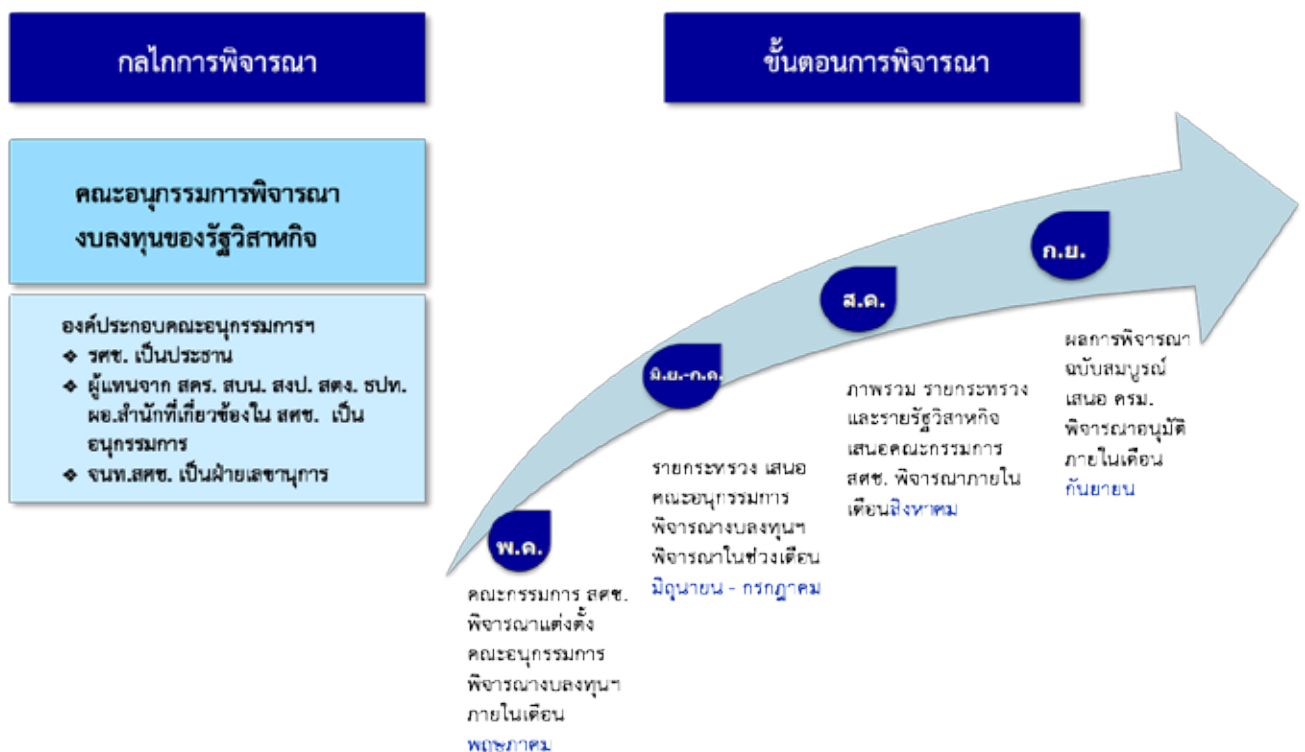 กลไกการพิจารณา
ขั้นตอนการพิจารณา
คณะอนุกรรมการพิจารณา
งบลงทุนของรัฐวิสาหกิจ
องค์ประกอบคณะอนุกรรมการฯ
❖ รศช. เป็นประธาน
❖ ผู้แทนจาก สคร. สบน. สงป. สตง. ธปท.
ผอ.สำนักที่เกี่ยวข้องใน สศช. เป็น
อนุกรรมการ
❖ จนท.สศช. เป็นฝ่ายเลขานุการ
พ.ค.
คณะกรรมการ สศช.
พิจารณาแต่งตั้ง
คณะอนุกรรมการ
พิจารณางบลงทุนฯ
ภายในเดือน
พฤษภาคม
มิ.ย.-ก.ค.
รายกระทรวง เสนอ
คณะอนุกรรมการ
พิจารณางบลงทุนฯ
พิจารณาในช่วงเดือน
มิถุนายน - กรกฎาคม
ส.ค.
ภาพรวม รายกระทรวง
และรายรัฐวิสาหกิจ
เสนอคณะกรรมการ
สศช. พิจารณาภายใน
เดือนสิงหาคม
ก.ย.
ผลการพิจารณา
ฉบับสมบูรณ์
เสนอ ครม.
พิจารณาอนุมัติ
ภายในเดือน
กันยายน